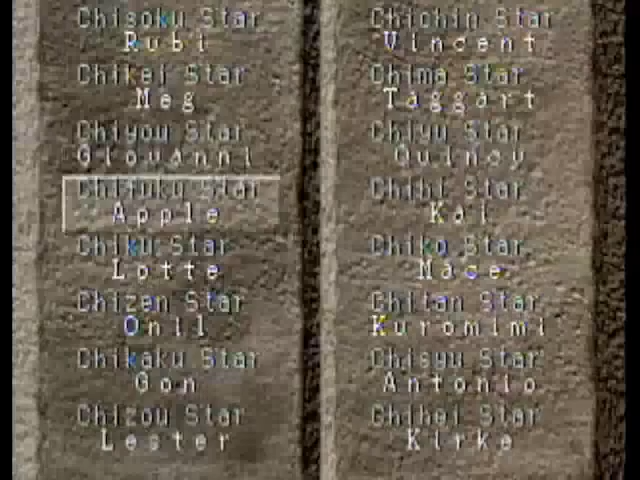 Chisoku Star
Rubi
Chikei Star
Meg
Chiyou Star
Giovanni
Chifuku Star
Apple
Chiku Star
Lotte
Chizen Star
Onil
Chikaku Star
Gon
Chizou Star
Lester
Chichin Star
Vincent
Chima Star
Taggart
Chiyu Star
Quincy
Chihi Star
Kai
Chiko Star
Mace
Chitan Star
Kuromimi
Chisyu Star
Antonio
Star
Kirke